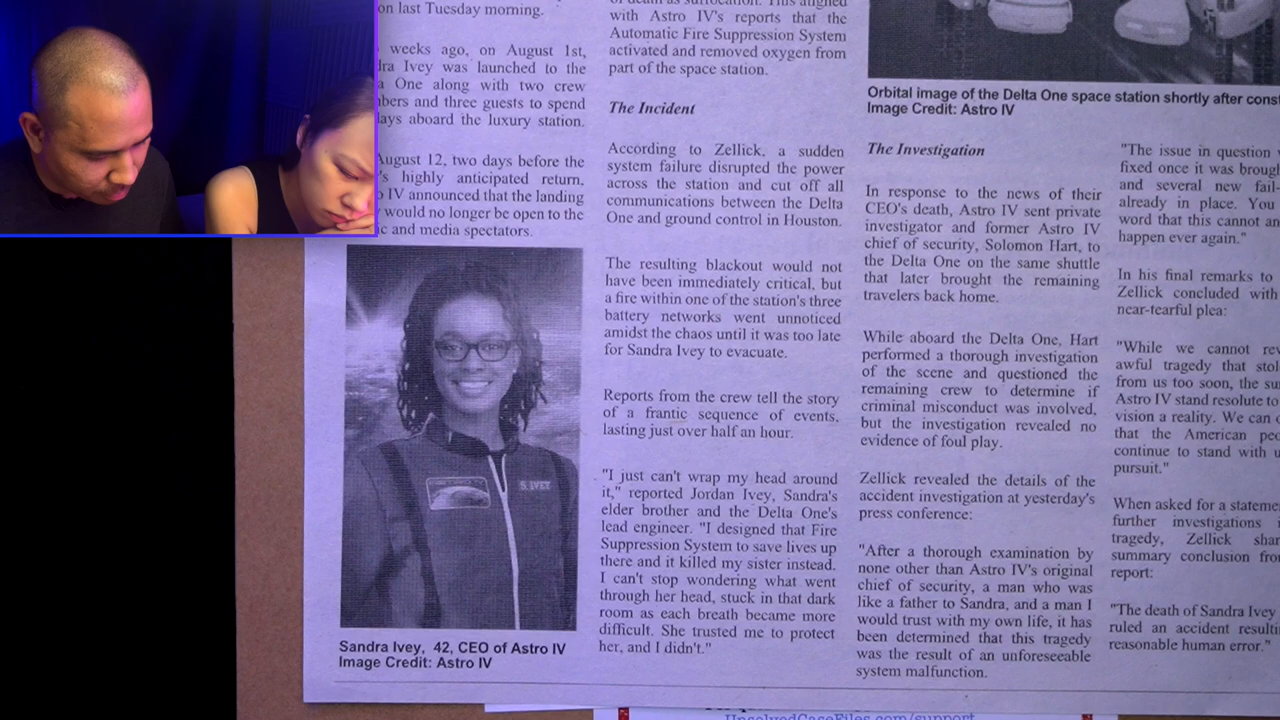 on last Tuesday morning.
weeks ago, on August 1st,
Ivey was launched to the
One along with two crew
and three guests to spend
aboard the luxury station.
August 12, two days before the
highly anticipated return,
IV announced that the landing
would no longer be open to the
and media spectators.
S. IVEY
Sandra Ivey, 42, CEO of Astro IV
Image Credit: Astro IV
of death as suffocation. This aligned
with Astro IV's reports that the
Automatic Fire Suppression System
activated and removed oxygen from
part of the space station.
The Incident
According to Zellick, a sudden
system failure disrupted the power
across the station and cut off all
communications between the Delta
One and ground control in Houston.
The resulting blackout would not
have been immediately critical, but
a fire within one of the station's three
battery networks went unnoticed
amidst the chaos until it was too late
for Sandra Ivey to evacuate.
Reports from the crew tell the story
of a frantic sequence of events,
lasting just over half an hour.
"I just can't wrap my head around
it," reported Jordan Ivey, Sandra's
elder brother and the Delta One's
lead engineer. "I designed that Fire
Suppression System to save lives up
there and it killed my sister instead.
I can't stop wondering what went
through her head, stuck in that dark
room as each breath became more
difficult. She trusted me to protect
her, and I didn't."
Orbital image of the Delta One space station shortly after
Image Credit: Astro IV
The Investigation
In response to the news of their
CEO's death, Astro IV sent private
investigator and former Astro IV
chief of security, Solomon Hart, to
the Delta One on the same shuttle
that later brought the remaining
travelers back home.
While aboard the Delta One, Hart
performed a thorough investigation
of the scene and questioned the
remaining crew to determine if
criminal misconduct was involved,
but the investigation revealed no
evidence of foul play.
Zellick revealed the details of the
accident investigation at yesterday's
press conference:
"After a thorough examination by
none other than Astro IV's original
chief of security, a man who was
like a father to Sandra, and a man I
would trust with my own life, it has
been determined that this tragedy
was the result of an unforeseeable
system malfunction.
"The issue in question
fixed once it was
and several new
already in place. You
word that this cannot
happen ever again."
In his final remarks to
Zellick concluded with
near-tearful plea:
"While we cannot
awful tragedy that
from us too soon, the
Astro IV stand resolute to
vision a reality. We can
that the American
continue to stand with
pursuit."
When asked for a
further investigations
tragedy, Zellick
summary conclusion
report:
"The death of Sandra Ivey
ruled an accident
reasonable human error."
UnsolvedCaseFiles.com/support